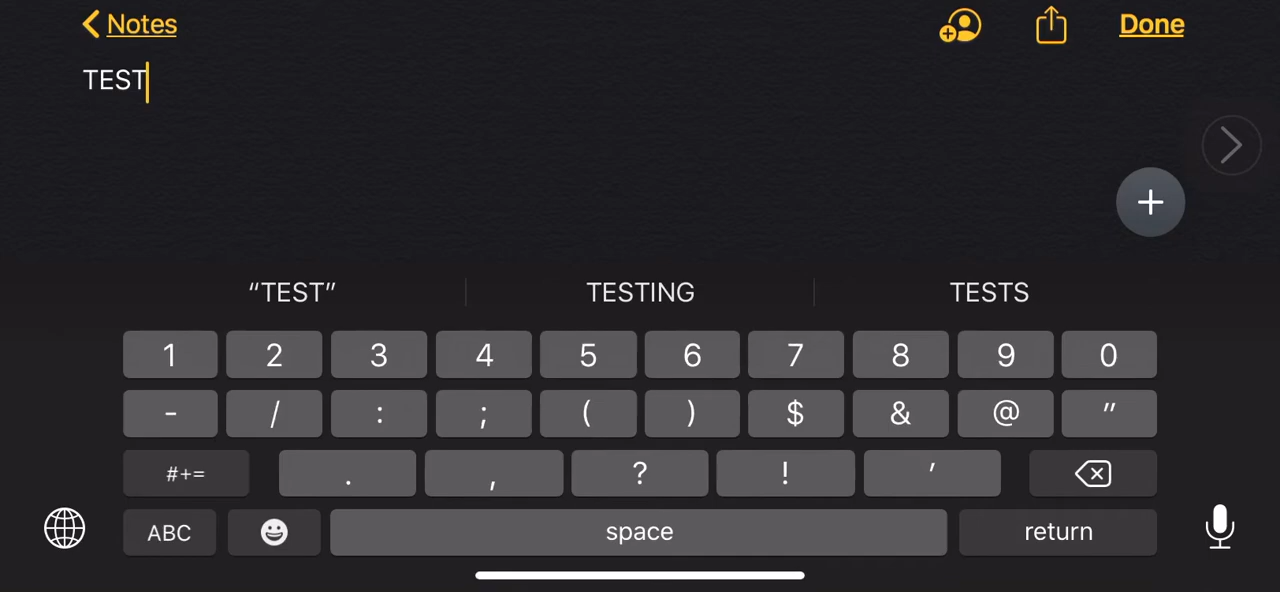 Notes Done
TEST
“TEST” TESTING TESTS
1 2 3 4 5 6 7 8 9 0
- / : ; ( ) $ & @ "
#+= . , ? ! '
ABC space return